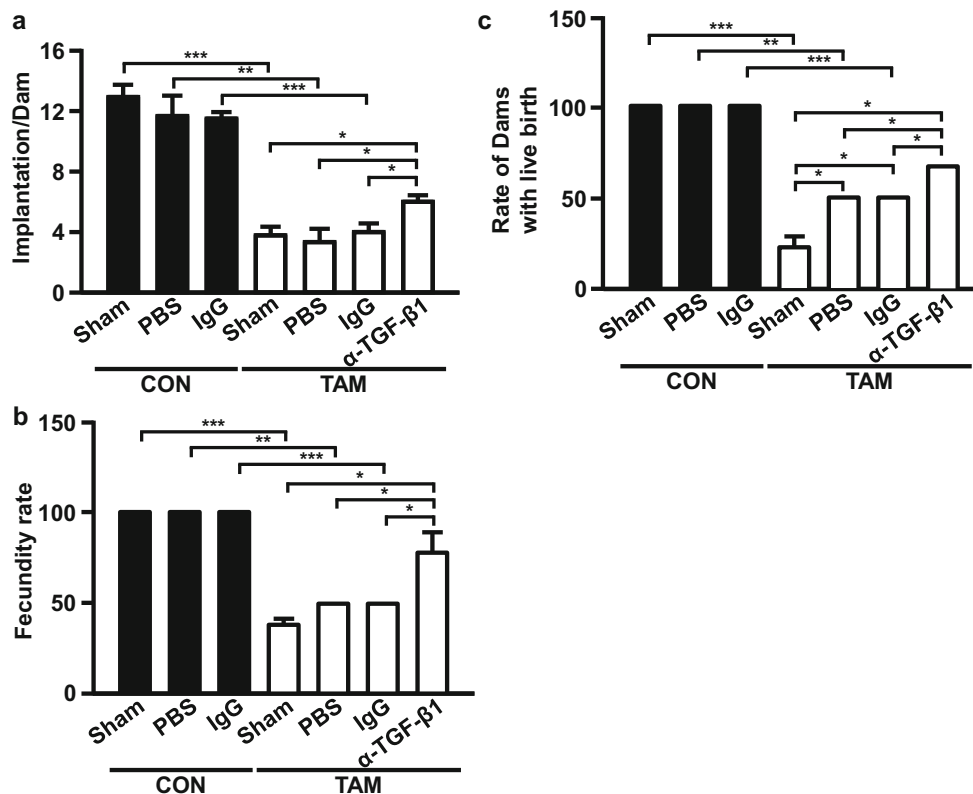 a
Implantation/Dam
16
12
8
4
0
***
**
***
*
*
*
Sham
PBS
IgG
Sham
PBS
IgG
α-TGF-β1
CON
TAM
b
Fecundity rate
150
100
50
0
***
**
***
*
*
*
Sham
PBS
IgG
Sham
PBS
IgG
α-TGF-β1
CON
TAM
c
Rate of Dams
with live birth
150
100
50
0
***
**
***
*
*
*
*
*
Sham
PBS
IgG
Sham
PBS
IgG
α-TGF-β1
CON
TAM